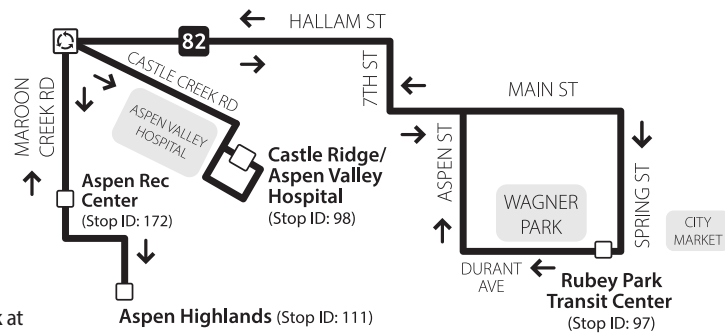 HALLAM ST
82
CASTLE CREEK RD
7TH ST
MAIN ST
MAROON
CREEK RD
ASPEN VALLEY
HOSPITAL
Castle Ridge/
Aspen Valley
Hospital
(Stop ID: 98)
Aspen Rec
Center
(Stop ID: 172)
ASPEN ST
WAGNER
PARK
SPRING ST
CITY
MARKET
DURANT
AVE
Rubey Park
Transit Center
(Stop ID: 97)
Aspen Highlands (Stop ID: 111)
k at